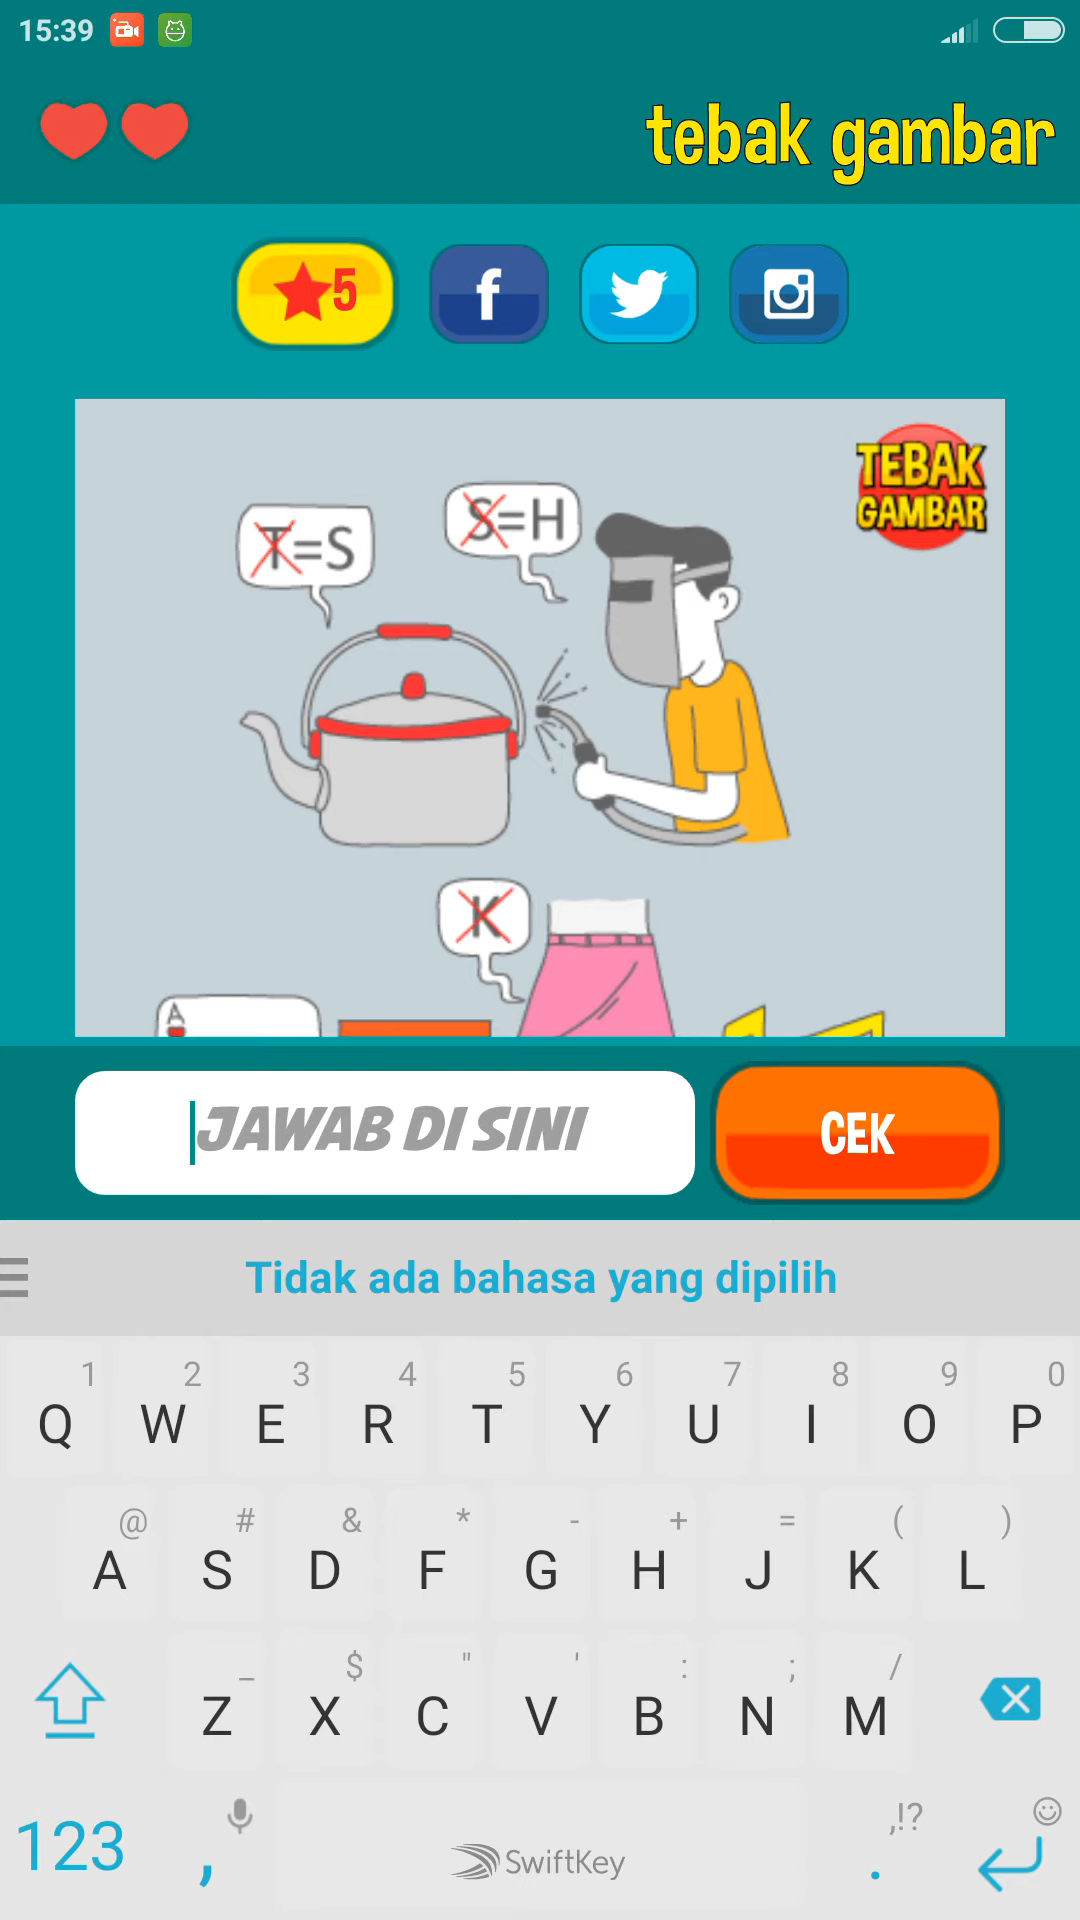 15:39
tebak gambar
5
f
TEBAK
GAMBAR
T=S
S=H
K
A
JAWAB DI SINI
CEK
Tidak ada bahasa yang dipilih
1 2 3 4 5 6 7 8 9 0
Q W E R T Y U I O P
@ # & * - + = ( )
A S D F G H J K L
_ $ " ' : ; /
Z X C V B N M
,!?
123 , SwiftKey .